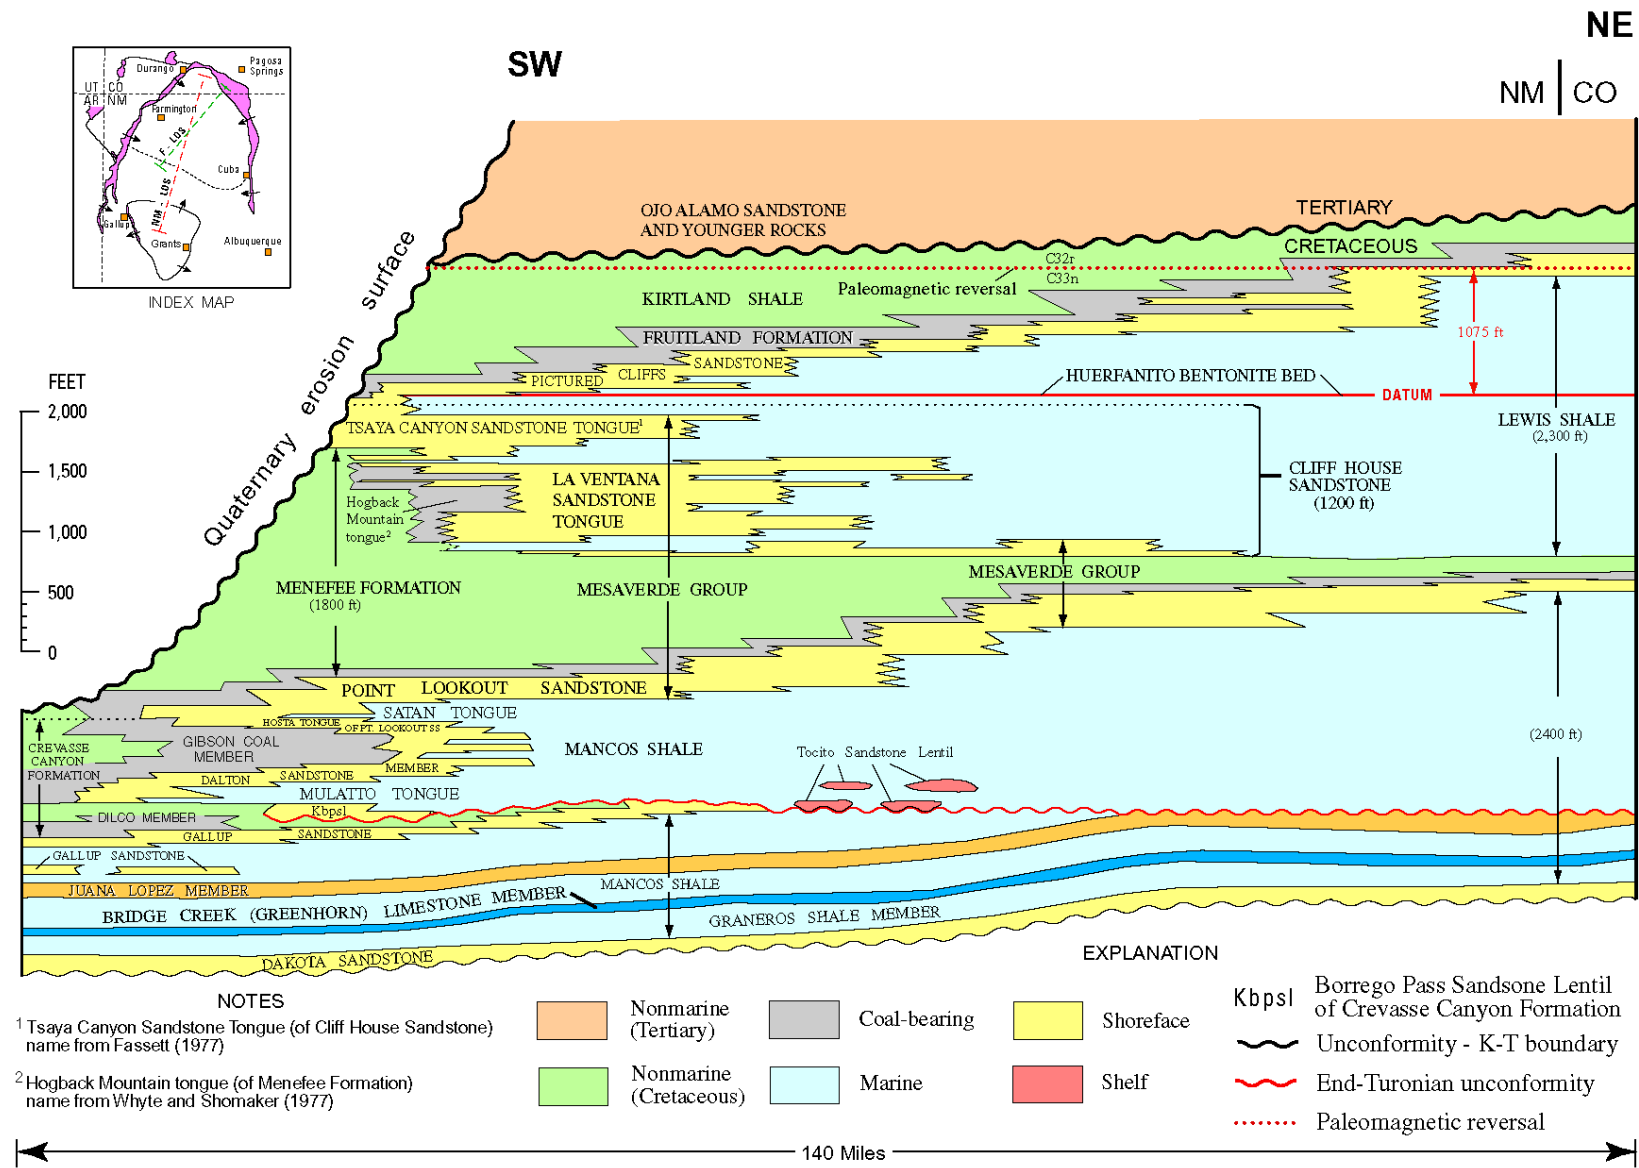 NE
SW
NM
CO
Durango
Pagosa
Springs
UT
CO
AR
NM
Farmington
F - LOS
Cuba
NM - LOS
Gallup
Grants
Albuquerque
INDEX MAP
Quaternary erosion surface
OJO ALAMO SANDSTONE
AND YOUNGER ROCKS
TERTIARY
CRETACEOUS
C32r
C33n
Paleomagnetic reversal
KIRTLAND SHALE
FRUITLAND FORMATION
1075 ft
SANDSTONE
CLIFFS
PICTURED
HUERFANITO BENTONITE BED
DATUM
FEET
2,000
1,500
1,000
500
0
TSAYA CANYON SANDSTONE TONGUE1
LEWIS SHALE
(2,300 ft)
LA VENTANA
SANDSTONE
TONGUE
CLIFF HOUSE
SANDSTONE
(1200 ft)
Hogback
Mountain
tongue2
MENEFEE FORMATION
(1800 ft)
MESAVERDE GROUP
MESAVERDE GROUP
POINT LOOKOUT SANDSTONE
SATAN TONGUE
HOSTA TONGUE
OF PT. LOOKOUT SS
CREVASSE
CANYON
FORMATION
GIBSON COAL
MEMBER
MANCOS SHALE
(2400 ft)
Tocito Sandstone Lentil
DALTON SANDSTONE MEMBER
MULATTO TONGUE
Kbpsl
DILCO MEMBER
GALLUP SANDSTONE
GALLUP SANDSTONE
JUANA LOPEZ MEMBER
MANCOS SHALE
BRIDGE CREEK (GREENHORN) LIMESTONE MEMBER
GRANEROS SHALE MEMBER
DAKOTA SANDSTONE
NOTES
1 Tsaya Canyon Sandstone Tongue (of Cliff House Sandstone)
name from Fassett (1977)
2 Hogback Mountain tongue (of Menefee Formation)
name from Whyte and Shomaker (1977)
EXPLANATION
Nonmarine
(Tertiary)
Coal-bearing
Shoreface
Nonmarine
(Cretaceous)
Marine
Shelf
Kbpsl
Borrego Pass Sandsone Lentil
of Crevasse Canyon Formation
Unconformity - K-T boundary
End-Turonian unconformity
Paleomagnetic reversal
140 Miles